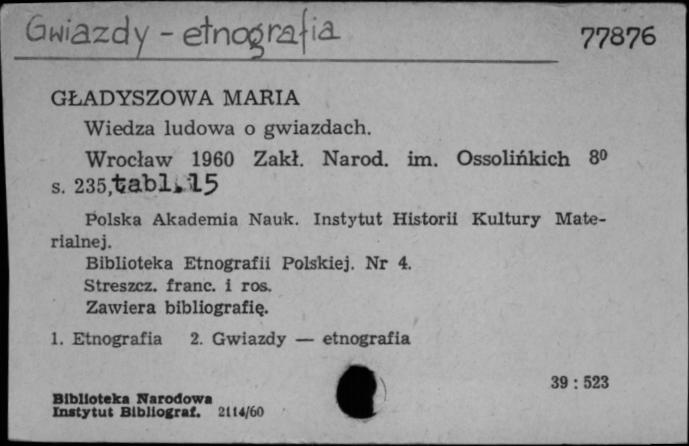 Gwiazdy - etnografia
77876
GŁADYSZOWA MARIA
Wiedza ludowa o gwiazdach.
Wrocław 1960 Zakł. Narod. im. Ossolińkich 8⁰
s. 235, tabl. 15
Polska Akademia Nauk. Instytut Historii Kultury Mate-
rialnej.
Biblioteka Etnografii Polskiej. Nr 4.
Streszcz. franc. i ros.
Zawiera bibliografię.
1. Etnografia 2. Gwiazdy — etnografia
39 : 523
Biblioteka Narodowa
Instytut Bibliograf. 2114/60